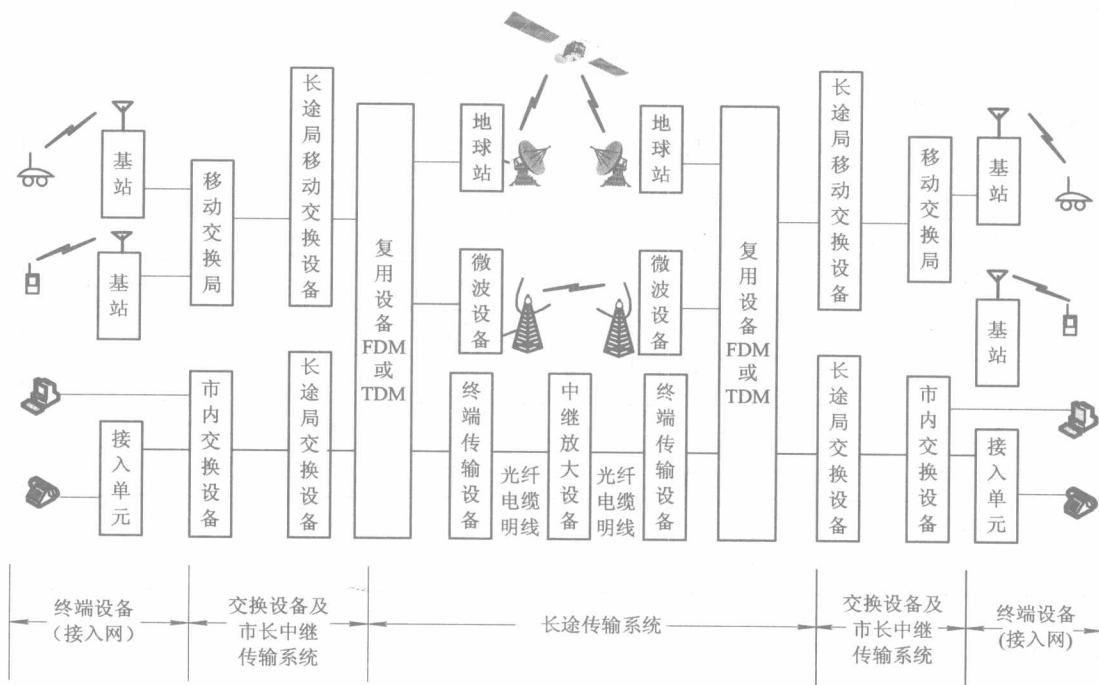 基站
移动交换局
长途局移动交换设备
基站
复用设备FDM或TDM
地球站
地球站
微波设备
微波设备
复用设备FDM或TDM
长途局移动交换设备
移动交换局
基站
基站
接入单元
市内交换设备
长途局交换设备
终端传输设备
光纤
电缆
明线
中继放大设备
光纤
电缆
明线
终端传输设备
长途局交换设备
市内交换设备
接入单元
终端设备
（接入网）
交换设备及
市长中继
传输系统
长途传输系统
交换设备及
市长中继
传输系统
终端设备
(接入网)